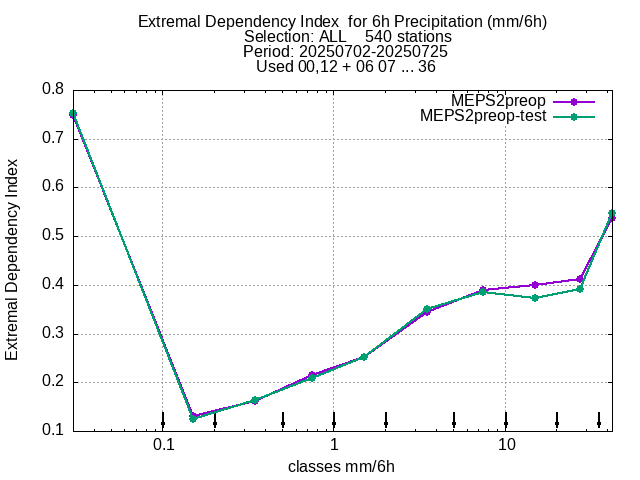 Extremal Dependency Index  for 6h Precipitation (mm/6h)
Selection: ALL    540 stations
Period: 20250702-20250725
Used 00,12 + 06 07 ... 36
MEPS2preop
MEPS2preop-test
0.8
0.7
0.6
0.5
0.4
0.3
0.2
0.1
Extremal Dependency Index
0.1 1 10
classes mm/6h